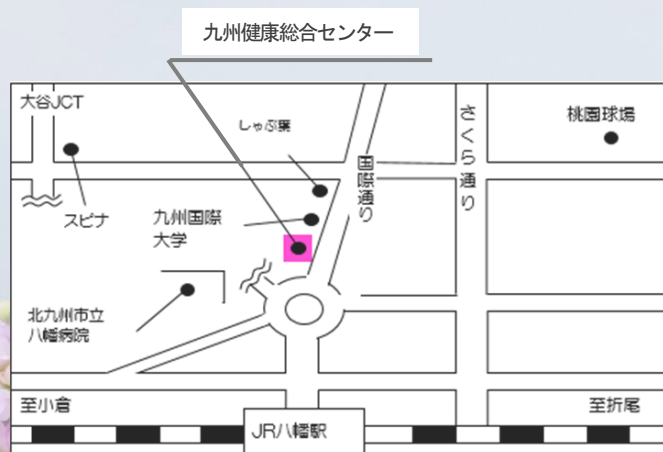 九州健康総合センター
大谷JCT
しゃぶ葉
さくら通り
桃園球場
国際通り
スピナ
九州国際
大学
北九州市立
八幡病院
至小倉
至折尾
JR八幡駅